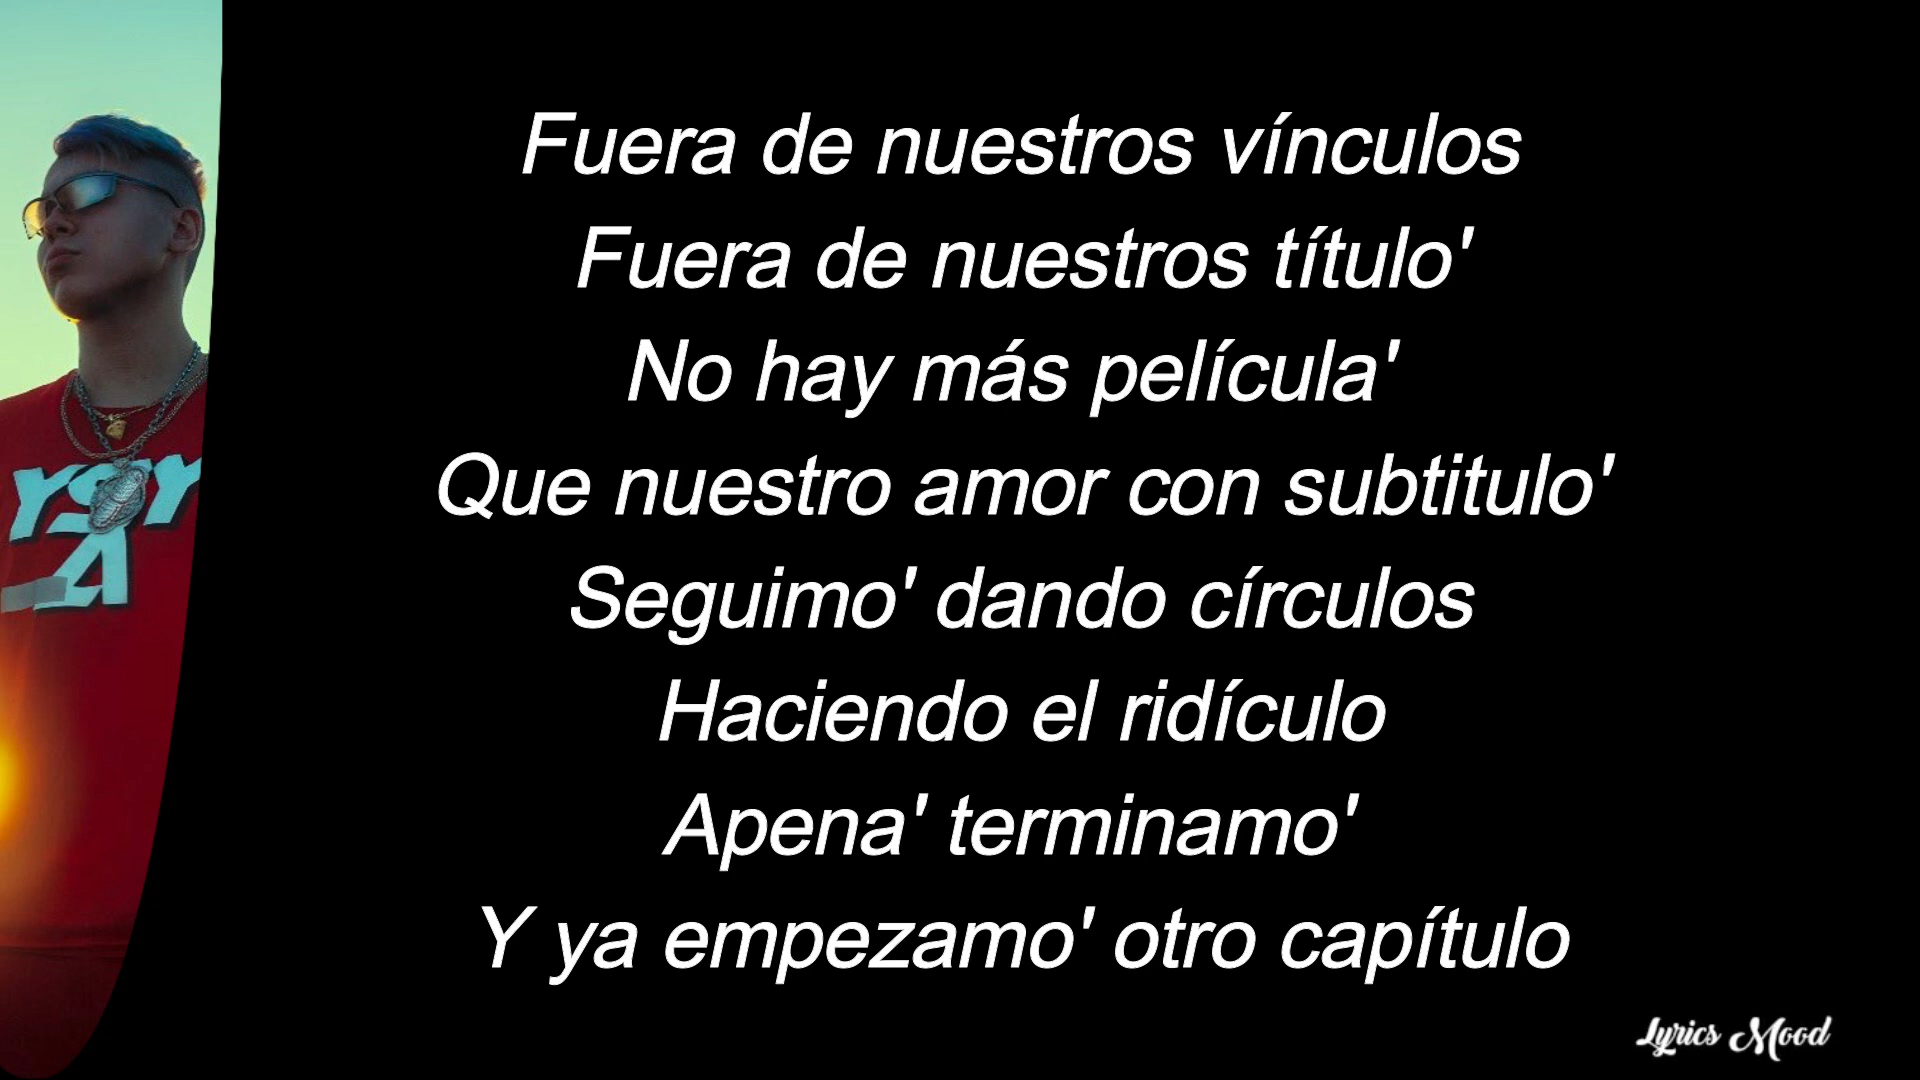 Fuera de nuestros vínculos
Fuera de nuestros título'
No hay más película'
Que nuestro amor con subtitulo'
Seguimo' dando círculos
Haciendo el ridículo
Apena' terminamo'
Y ya empezamo' otro capítulo
YSY
A
Lyrics Mood